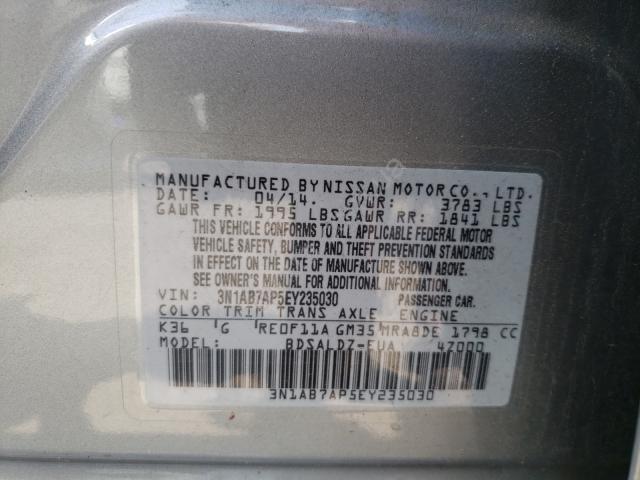 MANUFACTURED BY NISSAN MOTOR CO., LTD.
DATE: 04/14. GVWR: 3783 LBS
GAWR FR: 1995 LBS GAWR RR: 1841 LBS
THIS VEHICLE CONFORMS TO ALL APPLICABLE FEDERAL MOTOR
VEHICLE SAFETY, BUMPER AND THEFT PREVENTION STANDARDS
IN EFFECT ON THE DATE OF MANUFACTURE SHOWN ABOVE.
SEE OWNER'S MANUAL FOR ADDITIONAL INFORMATION.
VIN: 3N1AB7AP5EY235030 PASSENGER CAR.
COLOR TRIM TRANS AXLE ENGINE
K36 G RE0F11A GM35 MRA8DE 1798 CC
MODEL: BDSALDZ-EUA 4Z000
3N1AB7AP5EY235030